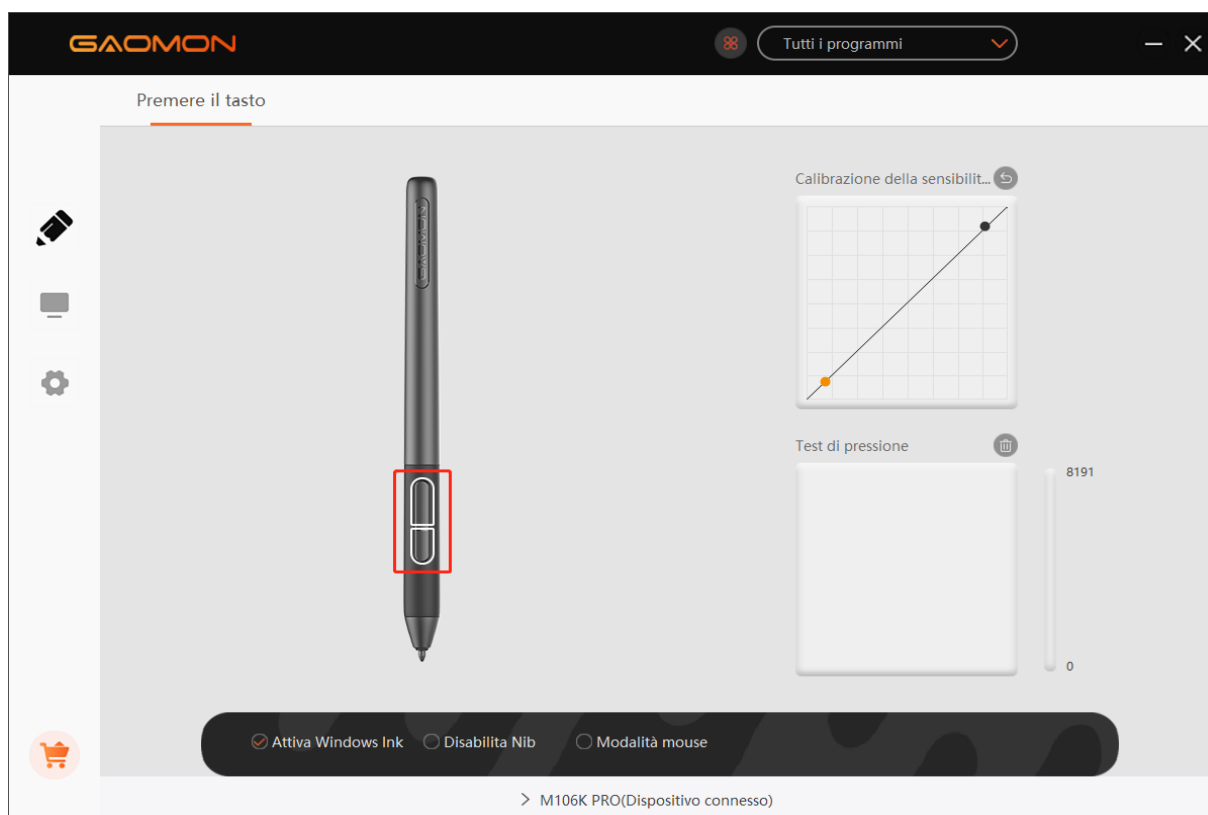 GAOMON
Tutti i programmi
Premere il tasto
Calibrazione della sensibilit...
GAOMON
Test di pressione
8191
0
Attiva Windows Ink
Disabilita Nib
Modalità mouse
M106K PRO(Dispositivo connesso)